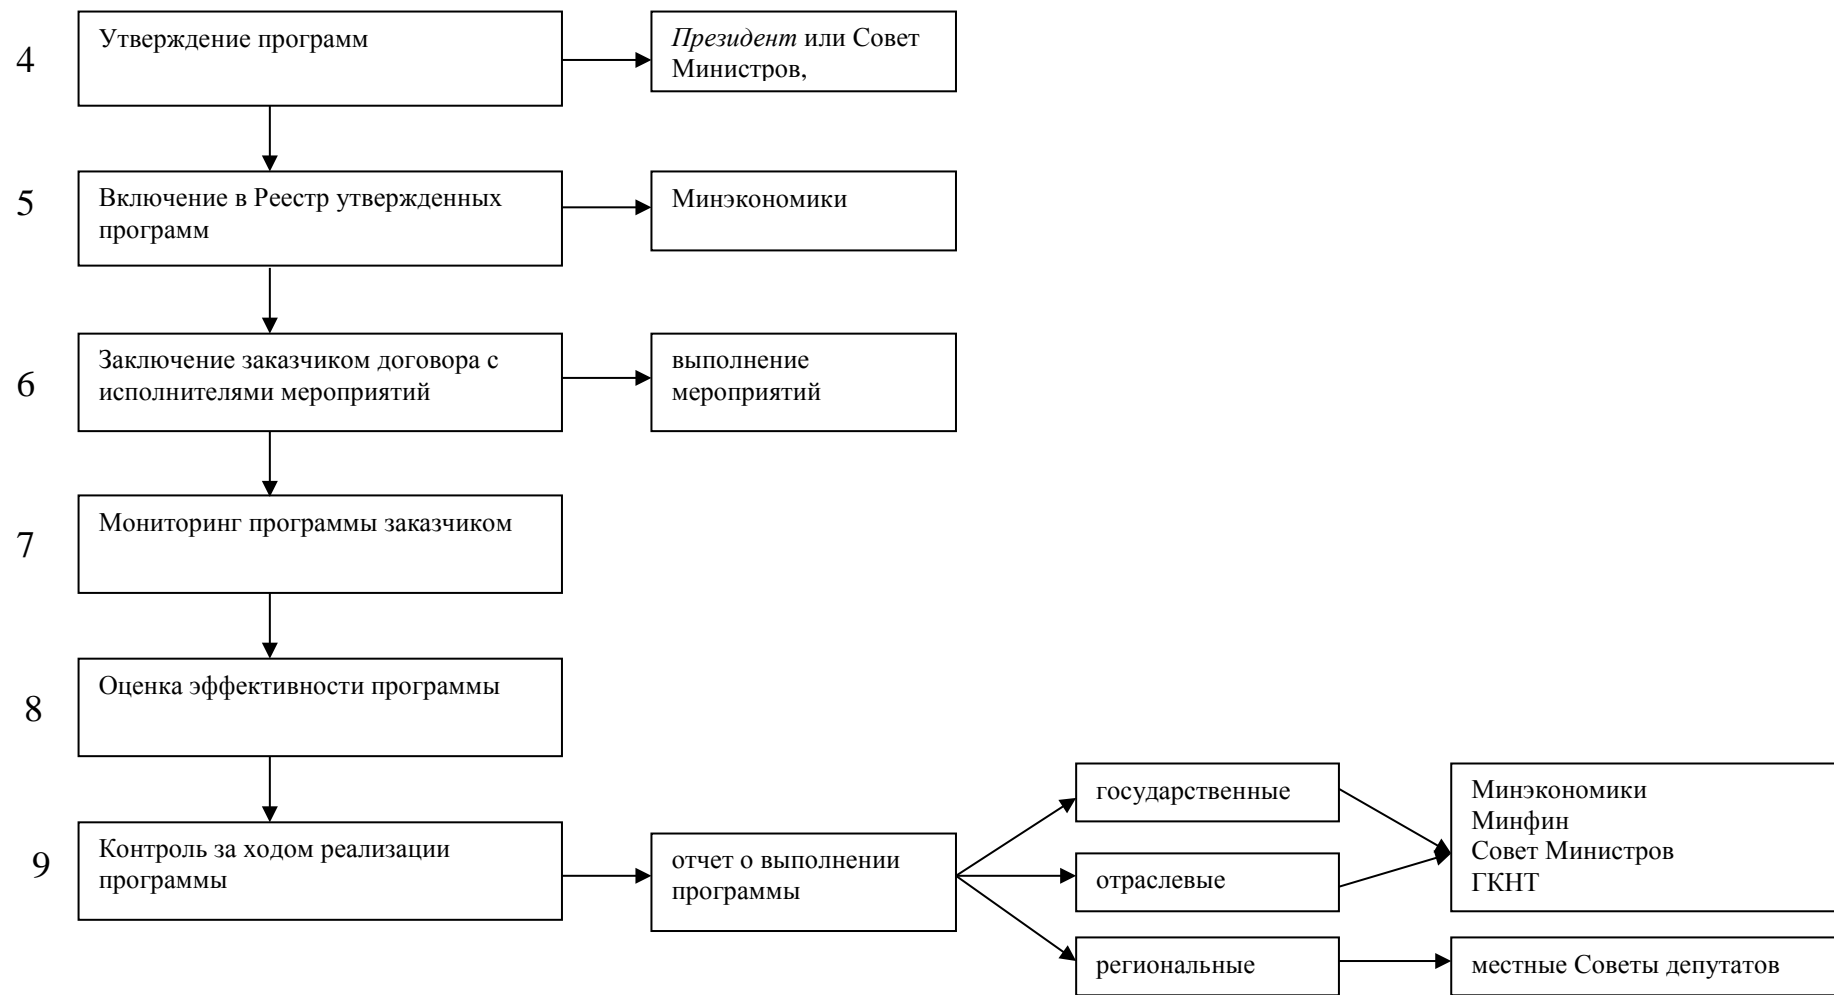 4
Утверждение программ
Президент или Совет
Министров,
5
Включение в Реестр утвержденных
программ
Минэкономики
6
Заключение заказчиком договора с
исполнителями мероприятий
выполнение
мероприятий
7
Мониторинг программы заказчиком
8
Оценка эффективности программы
9
Контроль за ходом реализации
программы
отчет о выполнении
программы
государственные
отраслевые
региональные
Минэкономики
Минфин
Совет Министров
ГКНТ
местные Советы депутатов